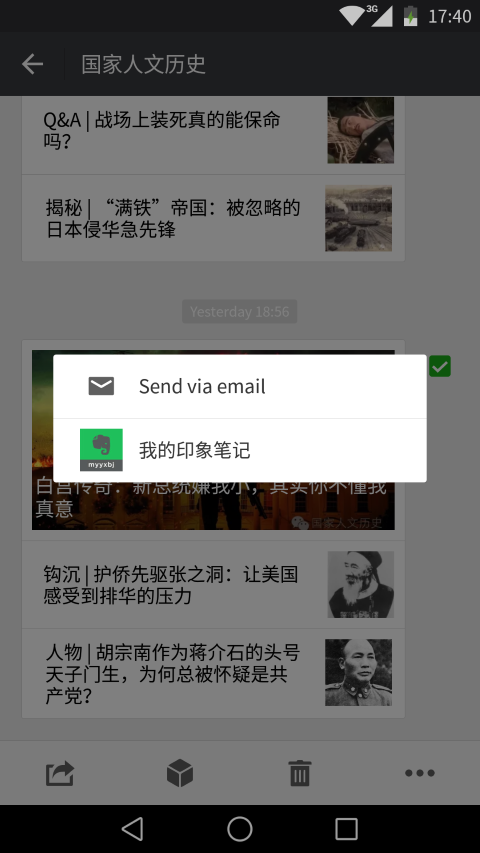 3G 17:40
国家人文历史
Q&A | 战场上装死真的能保命
吗？
揭秘 | “满铁”帝国：被忽略的
日本侵华急先锋
Yesterday 18:56
Send via email
myyxbj
我的印象笔记
白宫传奇：新总统嫌我小，其实你不懂我
真意
国家人文历史
钩沉 | 护侨先驱张之洞：让美国
感受到排华的压力
人物 | 胡宗南作为蒋介石的头号
天子门生，为何总被怀疑是共
产党？